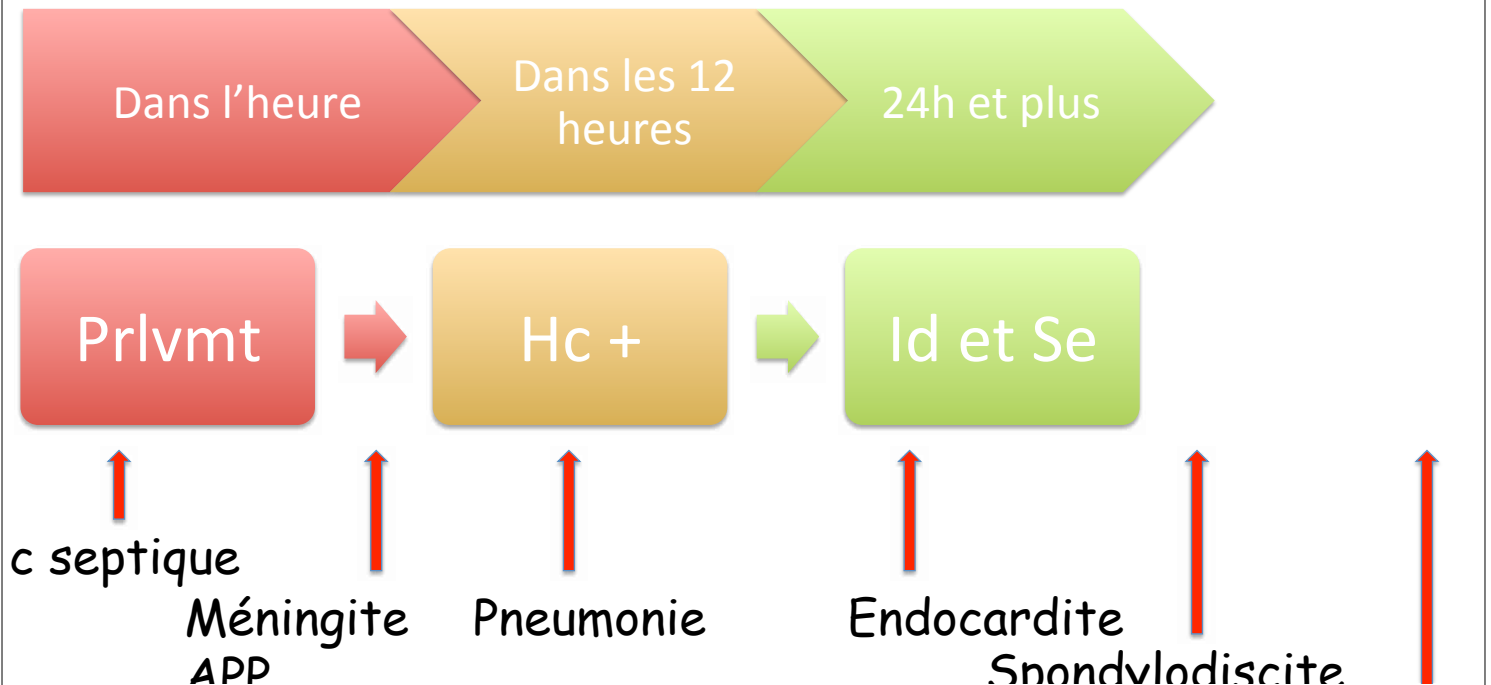 Dans l'heure
Dans les 12
heures
24h et plus
Prlvmt
Hc +
Id et Se
c septique
Méningite
Pneumonie
Endocardite
APP
Spondylodiscite